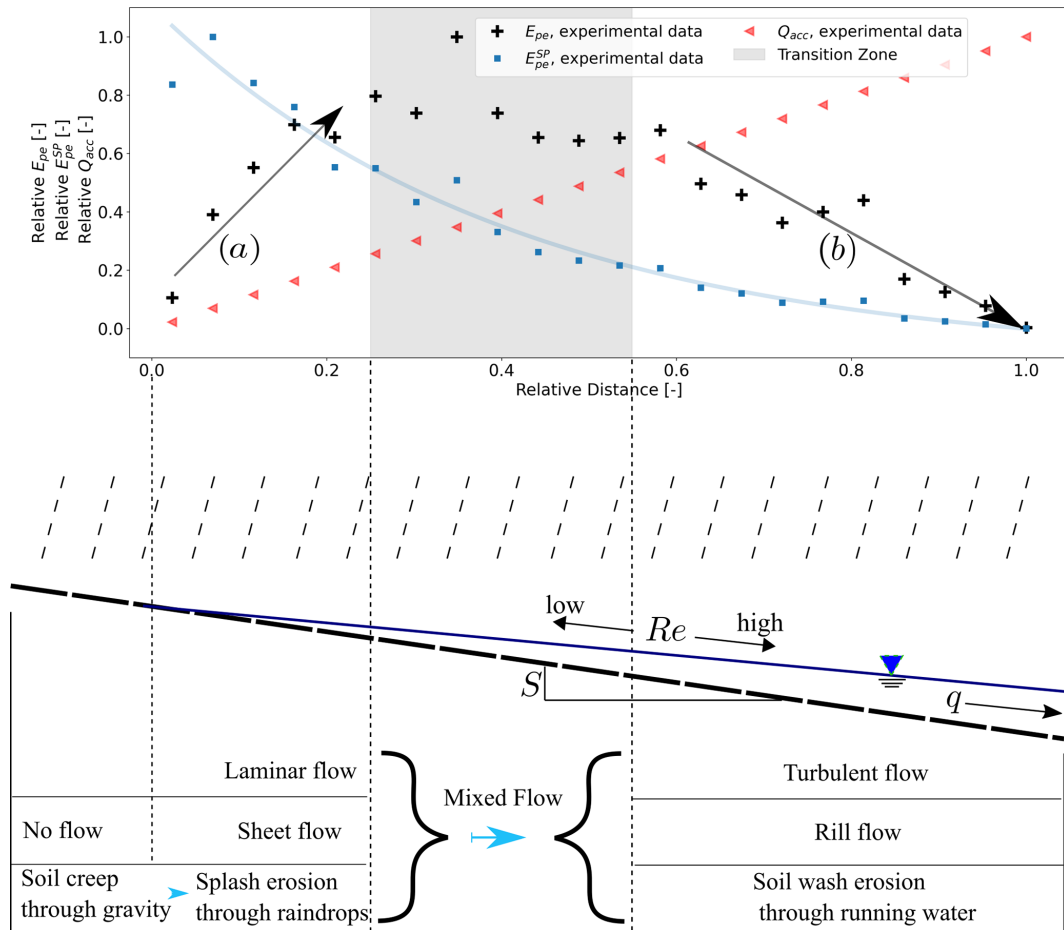 E_pe, experimental data
E_pe^SP, experimental data
Q_acc, experimental data
Transition Zone
Relative E_pe [-]
Relative E_pe^SP [-]
Relative Q_acc [-]
1.0
0.8
0.6
0.4
0.2
0.0
(a)
(b)
0.0 0.2 0.4 0.6 0.8 1.0
Relative Distance [-]
low
Re
high
S
q
Laminar flow
Mixed Flow
Turbulent flow
No flow
Sheet flow
Rill flow
Soil creep
through gravity
Splash erosion
through raindrops
Soil wash erosion
through running water